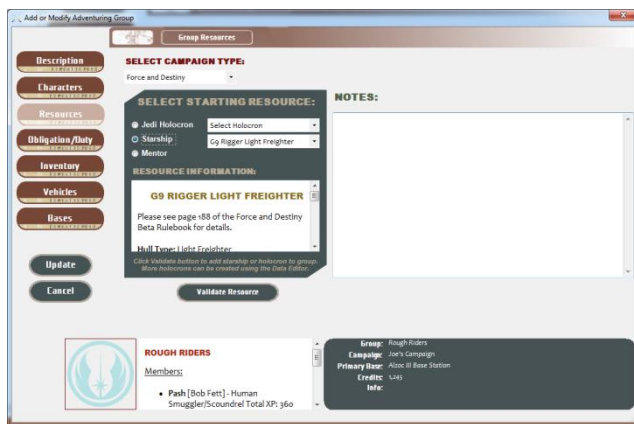 Add or Modify Adventuring Group
Group Resources
Description
Characters
Resources
Obligation/Duty
Inventory
Vehicles
Bases
Update
Cancel
SELECT CAMPAIGN TYPE:
Force and Destiny
SELECT STARTING RESOURCE:
Jedi Holocron
Select Holocron
Starship
G9 Rigger Light Freighter
Mentor
RESOURCE INFORMATION:
G9 RIGGER LIGHT FREIGHTER
Please see page 188 of the Force and Destiny
Beta Rulebook for details.
Hull Type: Light Freighter
Click Validate button to add starship or holocron to group.
More holocrons can be created using the Data Editor.
Validate Resource
NOTES:
ROUGH RIDERS
Members:
Pash [Bob Fett] - Human
Smuggler/Scoundrel Total XP: 360
Group: Rough Riders
Campaign: Joe's Campaign
Primary Base: Alzoc III Base Station
Credits: 1,245
Info: